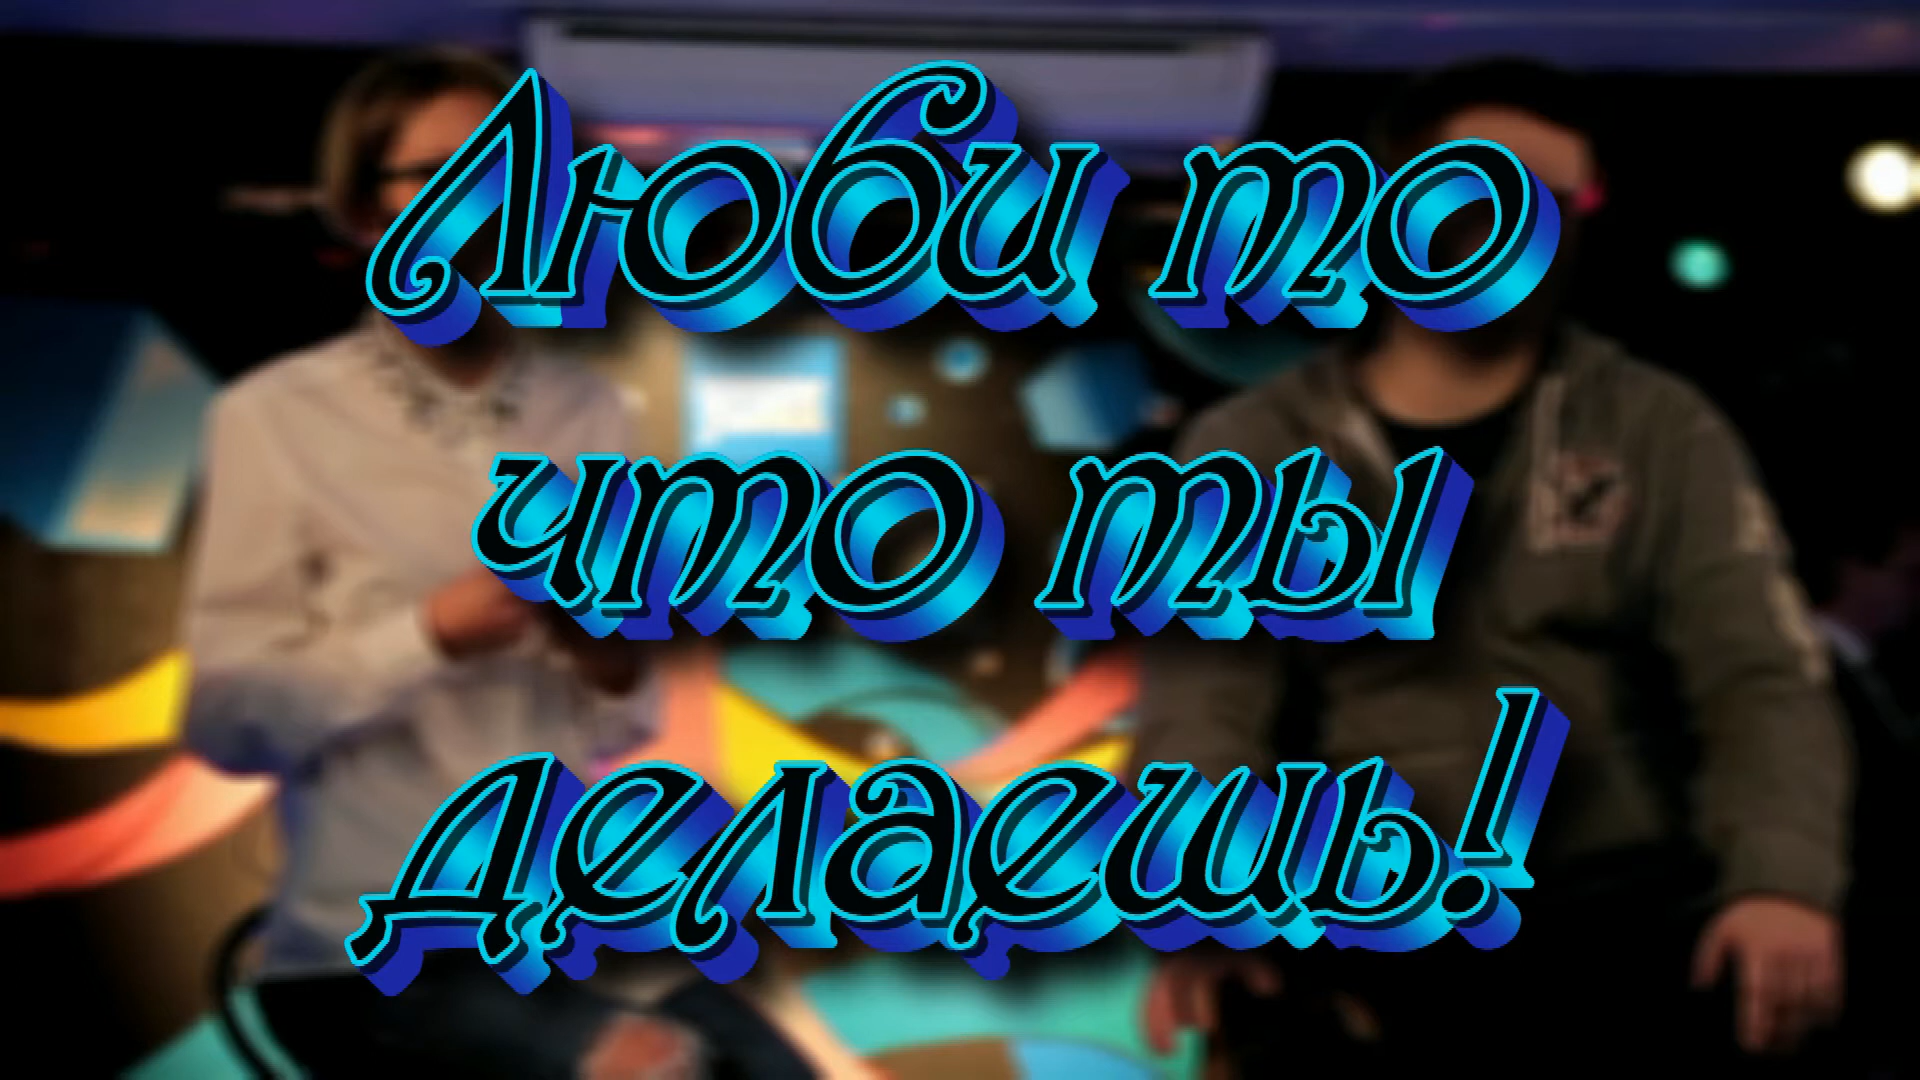 Люби то
что ты
делаешь!